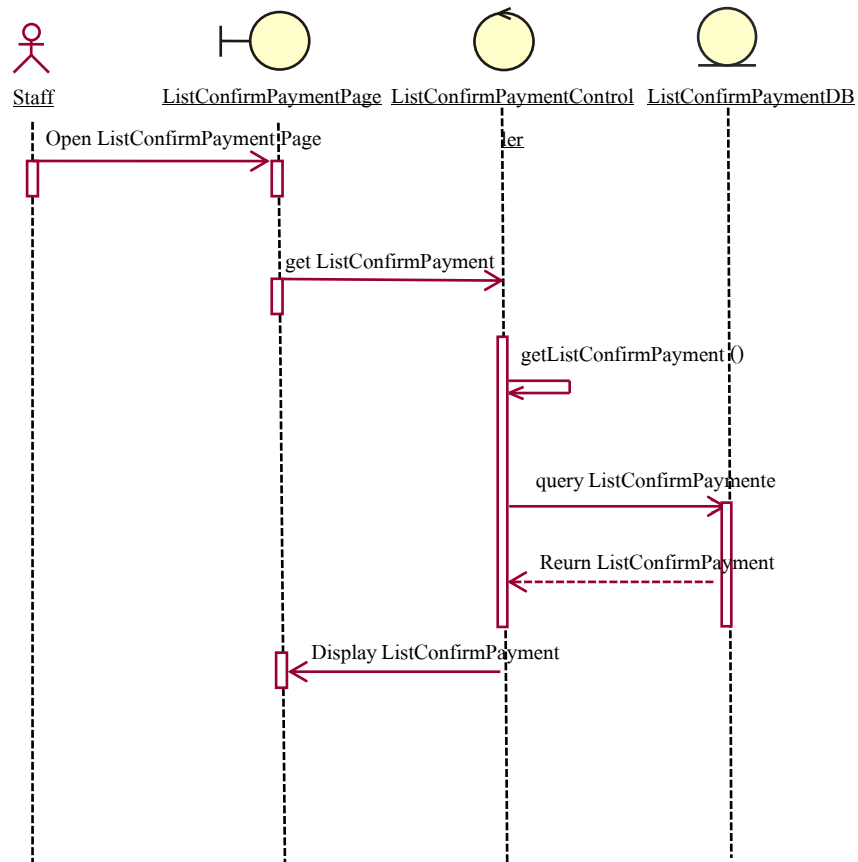 Staff
ListConfirmPaymentPage
ListConfirmPaymentControl
ler
ListConfirmPaymentDB
Open ListConfirmPayment Page
get ListConfirmPayment
getListConfirmPayment ()
query ListConfirmPaymente
Reurn ListConfirmPayment
Display ListConfirmPayment